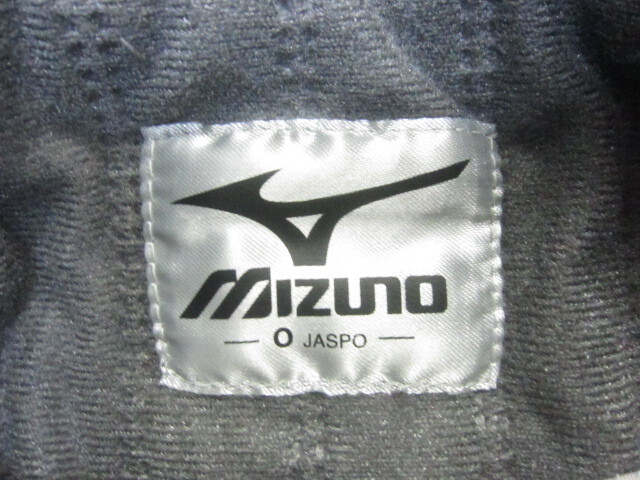 MIZUNO
— O JASPO —